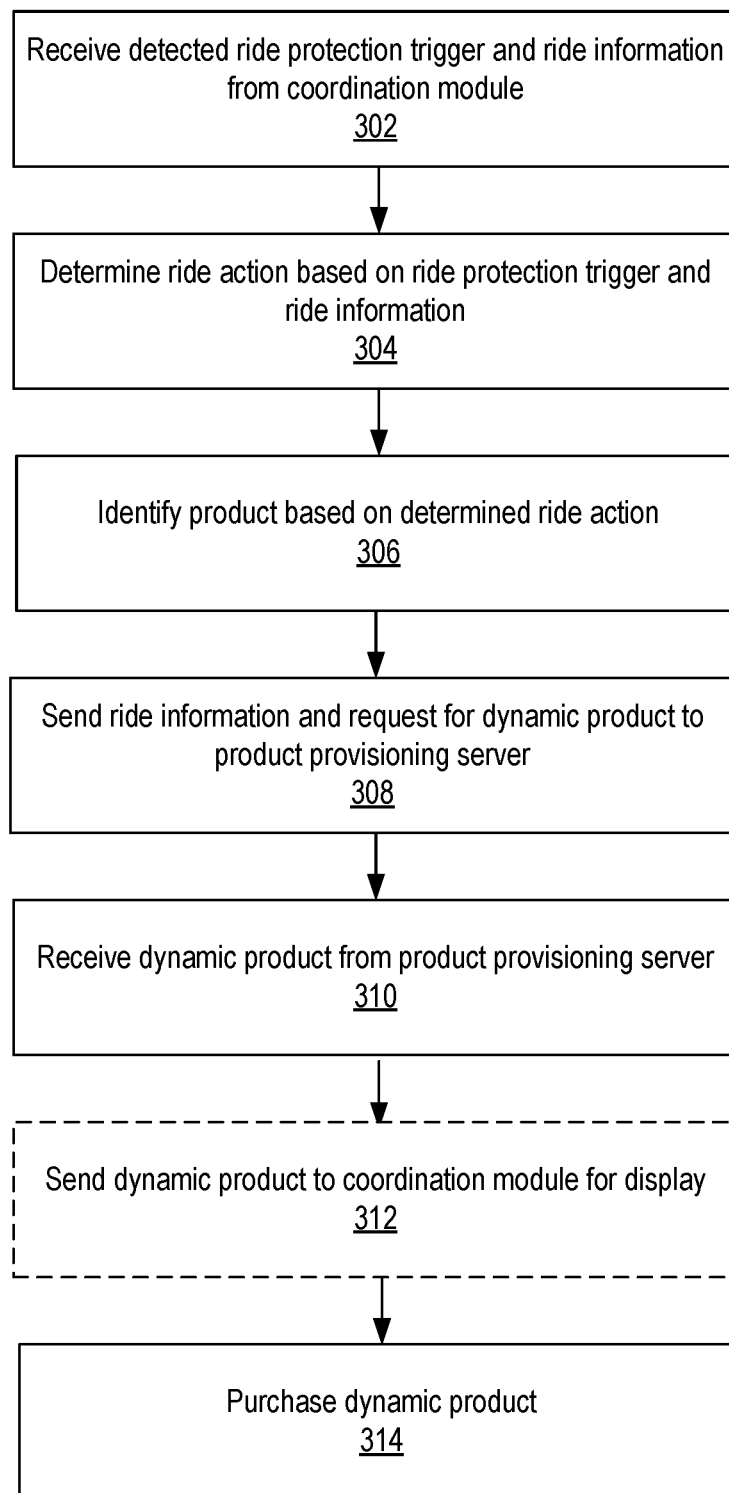 Receive detected ride protection trigger and ride information
from coordination module
302
Determine ride action based on ride protection trigger and
ride information
304
Identify product based on determined ride action
306
Send ride information and request for dynamic product to
product provisioning server
308
Receive dynamic product from product provisioning server
310
Send dynamic product to coordination module for display
312
Purchase dynamic product
314